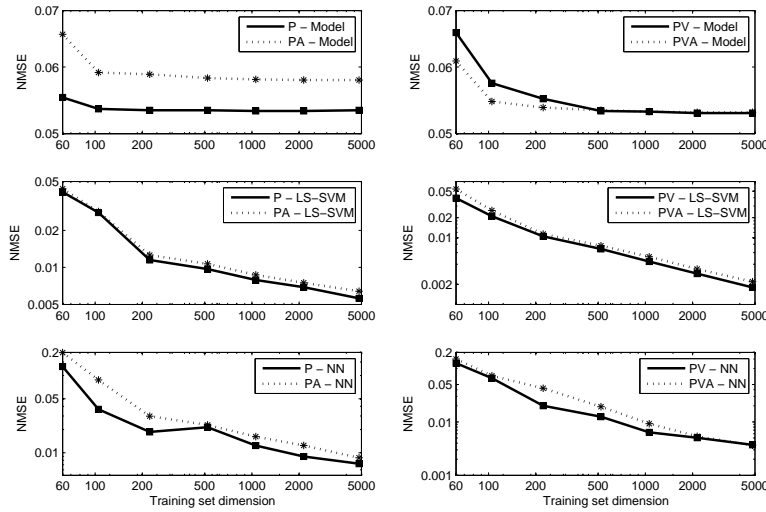 0.07
0.06
0.05
NMSE
P – Model
PA – Model
60 100 200 500 1000 2000 5000
0.07
0.06
0.05
NMSE
PV – Model
PVA – Model
60 100 200 500 1000 2000 5000
0.05
0.02
0.01
0.005
NMSE
P – LS–SVM
PA – LS–SVM
60 100 200 500 1000 2000 5000
0.05
0.02
0.01
0.002
NMSE
PV – LS–SVM
PVA – LS–SVM
60 100 200 500 1000 2000 5000
0.2
0.05
0.01
NMSE
P – NN
PA – NN
60 100 200 500 1000 2000 5000
Training set dimension
0.2
0.05
0.01
0.001
NMSE
PV – NN
PVA – NN
60 100 200 500 1000 2000 5000
Training set dimension